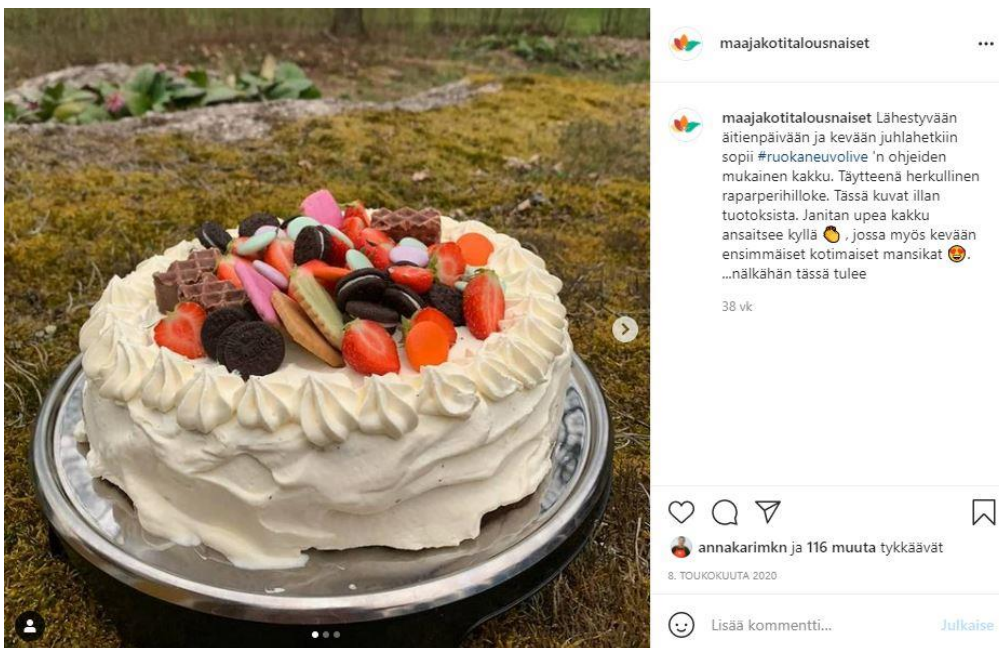 maajakotitalousnaiset
maajakotitalousnaiset Lähestyvään
äitienpäivään ja kevään juhlahetkiin
sopii #ruokaneuvolive 'n ohjeiden
mukainen kakku. Täytteenä herkullinen
raparperihilloke. Tässä kuvat illan
tuotoksista. Janitan upea kakku
ansaitsee kyllä 👏 , jossa myös kevään
ensimmäiset kotimaiset mansikat 🤩.
...nälkähän tässä tulee
38 vk
annakarimkn ja 116 muuta tykkäävät
8. TOUKOKUUTA 2020
Lisää kommentti...
Julkaise